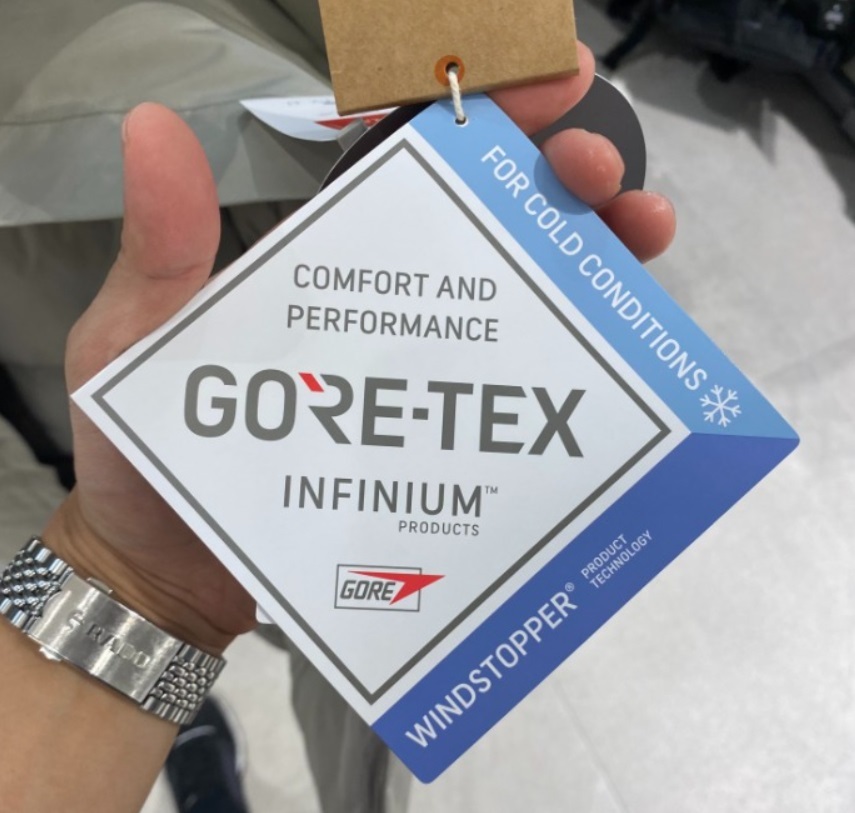 FOR COLD CONDITIONS
COMFORT AND
PERFORMANCE
GORE-TEX
INFINIUM™
PRODUCTS
GORE
WINDSTOPPER®
PRODUCT
TECHNOLOGY
RADO